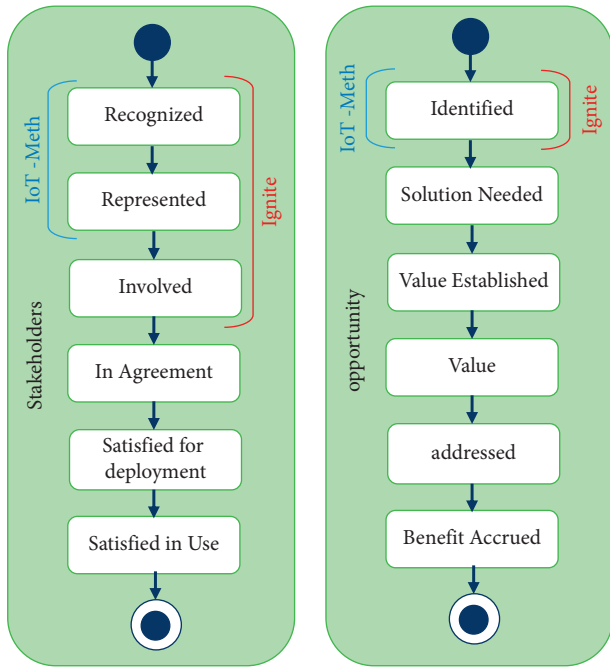 Recognized
Represented
Involved
In Agreement
Satisfied for
deployment
Satisfied in Use
IoT -Meth
Ignite
Stakeholders
Identified
Solution Needed
Value Established
Value
addressed
Benefit Accrued
IoT -Meth
Ignite
opportunity